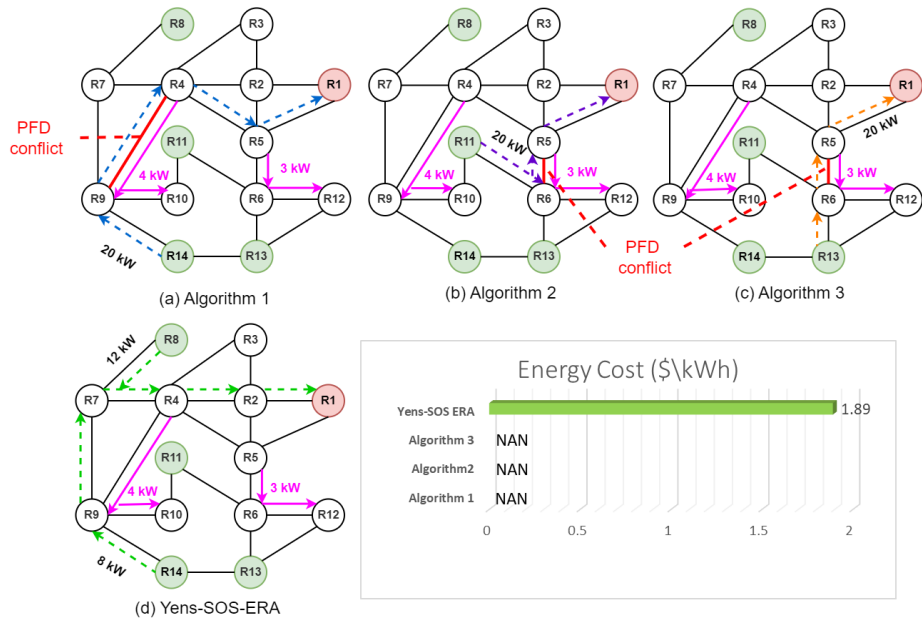 R8
R3
R7
R4
R2
R1
PFD
conflict
R11
R5
4 kW
3 kW
R9
R10
R6
R12
20 kW
R14
R13
(a) Algorithm 1
R8
R3
R7
R4
R2
R1
R11
20 kW
R5
4 kW
3 kW
R9
R10
R6
R12
R14
R13
PFD
conflict
(b) Algorithm 2
R8
R3
R7
R4
R2
R1
20 kW
R11
R5
4 kW
3 kW
R9
R10
R6
R12
R14
R13
(c) Algorithm 3
R8
R3
12 kW
R7
R4
R2
R1
R11
R5
4 kW
3 kW
R9
R10
R6
R12
8 kW
R14
R13
(d) Yens-SOS-ERA
Energy Cost ($\kWh)
Yens-SOS ERA
1.89
Algorithm 3
NAN
Algorithm2
NAN
Algorithm 1
NAN
0
0.5
1
1.5
2